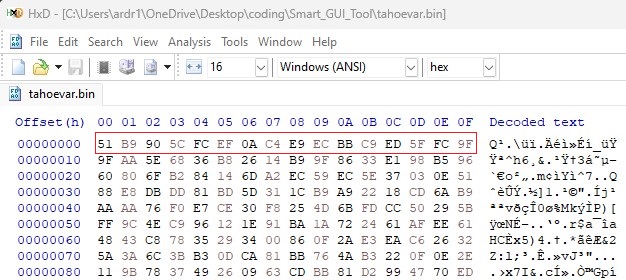 HxD - [C:\Users\ardr1\OneDrive\Desktop\coding\Smart_GUI_Tool\tahoevar.bin]
File Edit Search View Analysis Tools Window Help
16 Windows (ANSI) hex
tahoevar.bin
Offset(h) 00 01 02 03 04 05 06 07 08 09 0A 0B 0C 0D 0E 0F Decoded text
00000000 51 B9 90 5C FC EF 0A C4 E9 EC BB C9 ED 5F FC 9F Q¹.\üï.Äéì»Éí_üŸ
00000010 9F AA 5E 68 36 B8 26 14 B9 9F 86 33 E1 98 B5 96 Ÿª^h6¸&.¹Ÿ†3á˜µ–
00000020 60 80 6F B2 84 14 6D A2 EC 59 EC 5E 37 03 0E 51 `€o²„.m¢ìYì^7..Q
00000030 88 E8 DB DD 81 BD 5D 31 1C B9 A9 22 18 CD 6A B9 ˆèÛÝ.½]1.¹©".Íj¹
00000040 AA AA 76 F0 E7 CE 30 F8 25 4D 6B FD CC 50 29 5B ªªvðçÎ0ø%MkýÌP)[
00000050 FF 9C 4E C9 96 12 1E 91 BA 1A 72 24 61 AF EE 61 ÿœNÉ–..‘º.r$a¯îa
00000060 48 43 C8 78 35 29 34 00 86 0F 2A E3 EA C6 26 32 HCÈx5)4.†.*ãêÆ&2
00000070 5A 3A 6C 3B B3 0D CA 81 BB 76 4A B3 22 0F 0E 2E Z:l;³.Ê.»vJ³"...
00000080 11 9B 78 37 49 26 09 63 CD BB 81 D2 99 47 70 ED .›x7I&.cÍ».Ò™Gpí